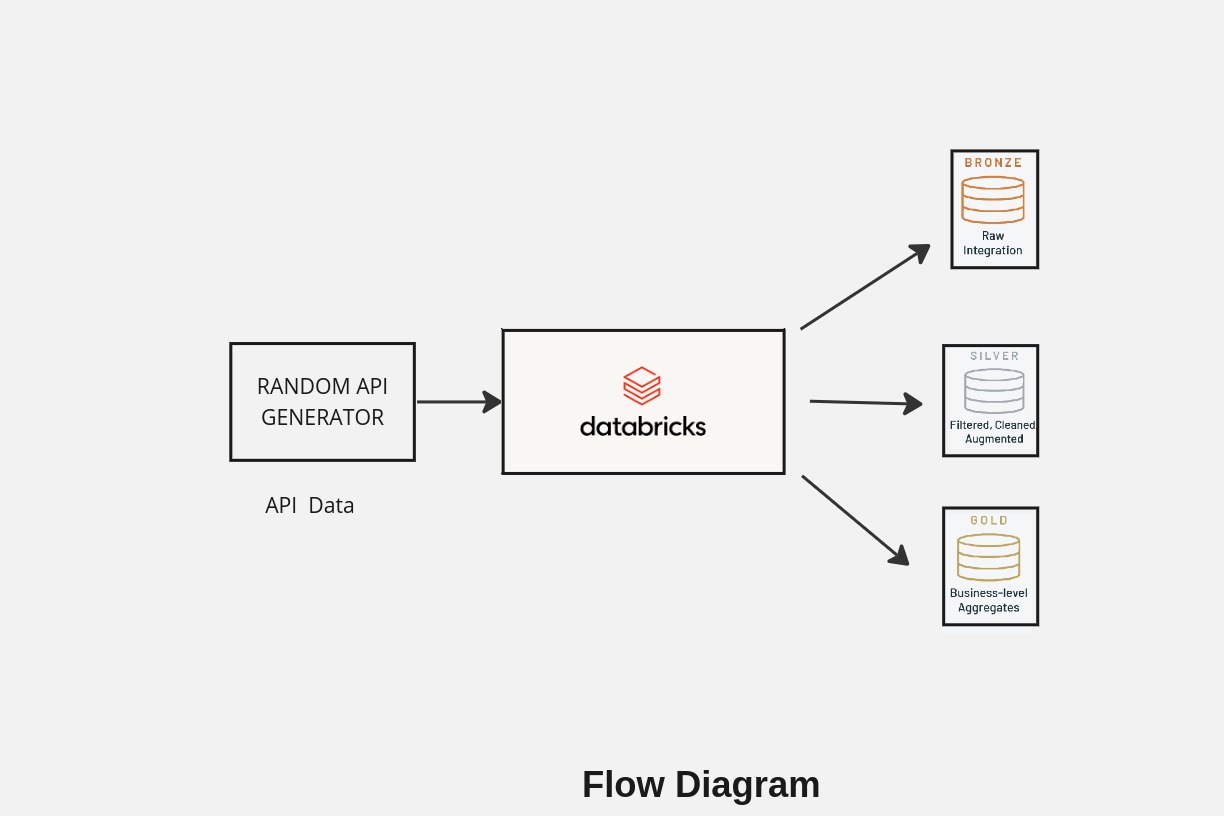 RANDOM API
GENERATOR
API Data
databricks
BRONZE
Raw
Integration
SILVER
Filtered, Cleaned
Augmented
GOLD
Business-level
Aggregates
Flow Diagram